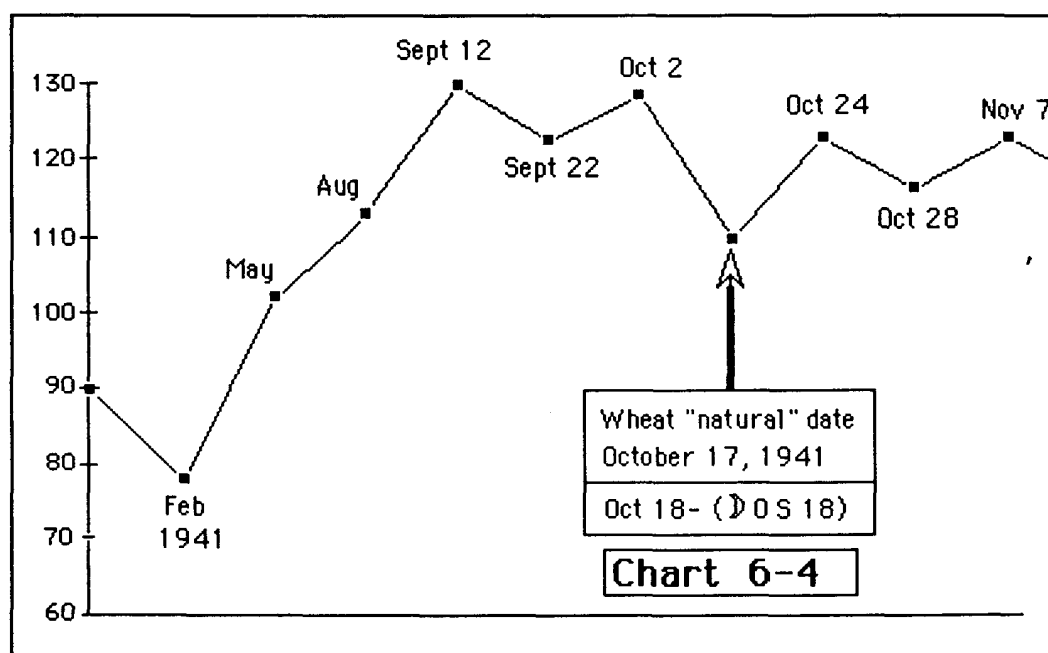 Sept 12
Oct 2
130
Oct 24
Nov 7
120
Sept 22
Aug
Oct 28
110
May
100
90
Wheat "natural" date
October 17, 1941
80
Oct 18- (☽ O S 18)
Feb
1941
70
Chart 6-4
60